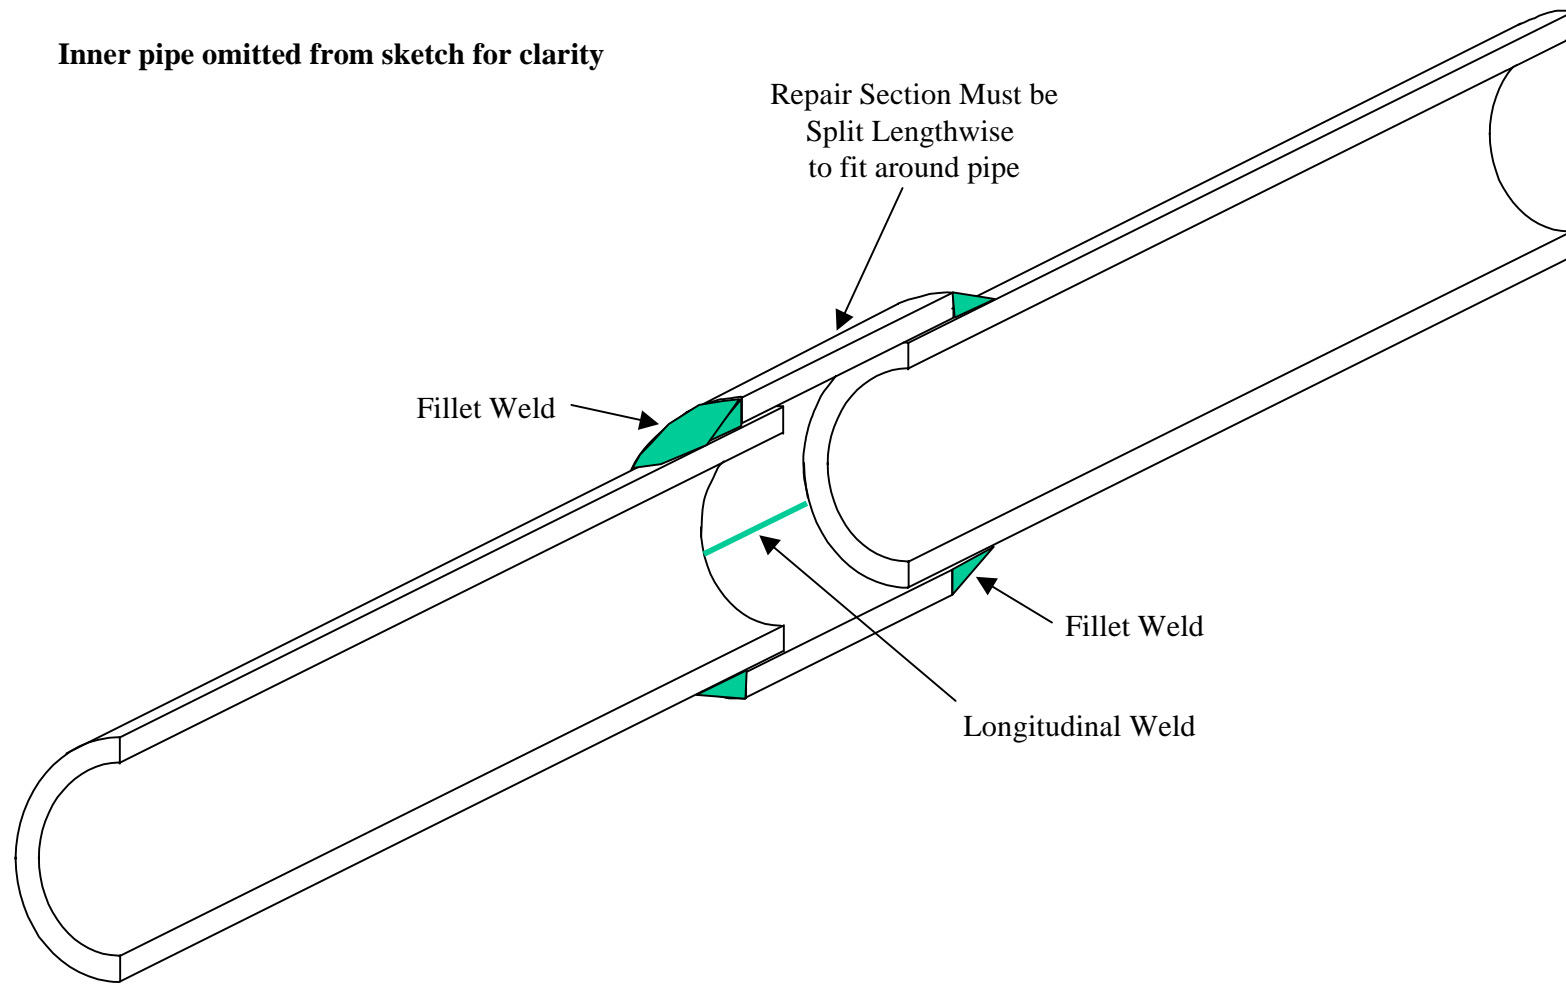 Inner pipe omitted from sketch for clarity
Repair Section Must be
Split Lengthwise
to fit around pipe
Fillet Weld
Fillet Weld
Longitudinal Weld